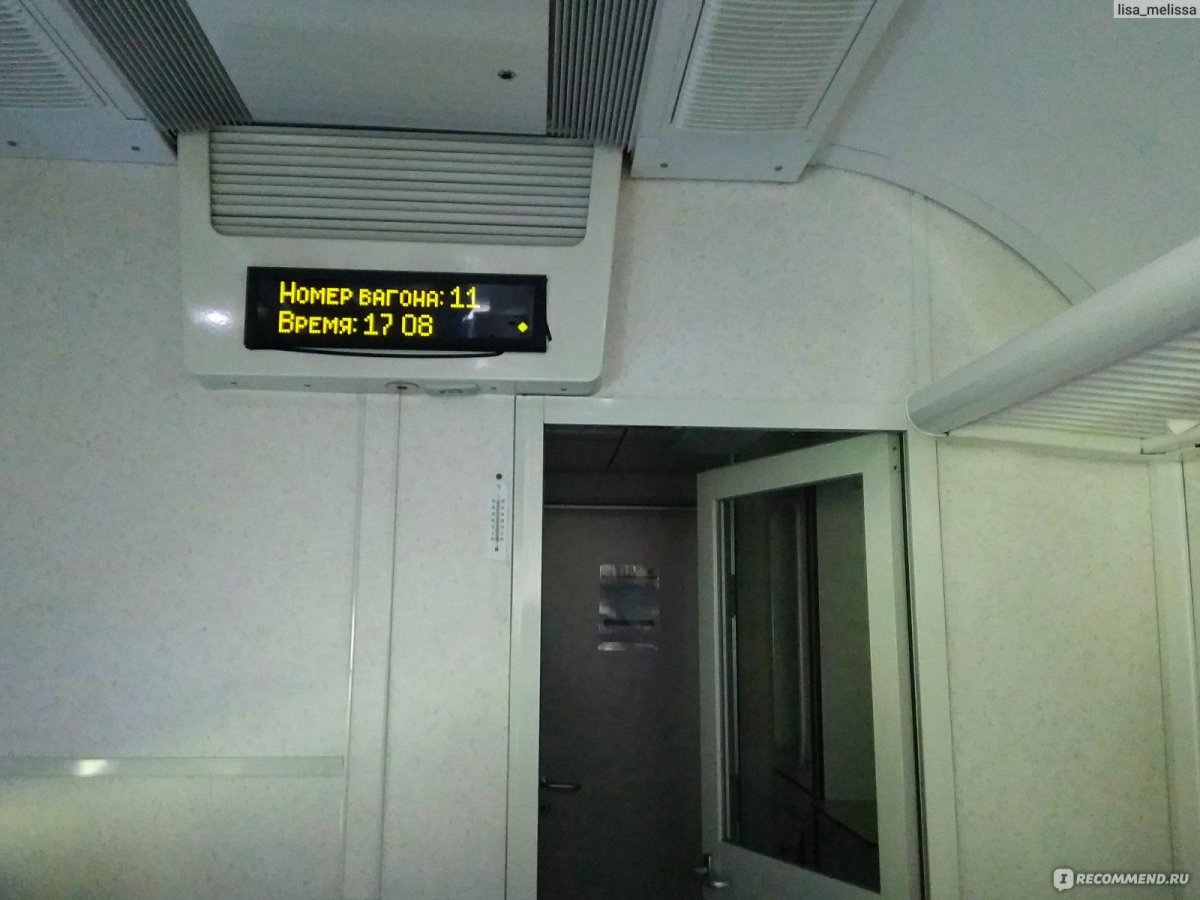 lisa_melissa
Номер вагона: 11
Время: 17 08
I RECOMMEND.RU